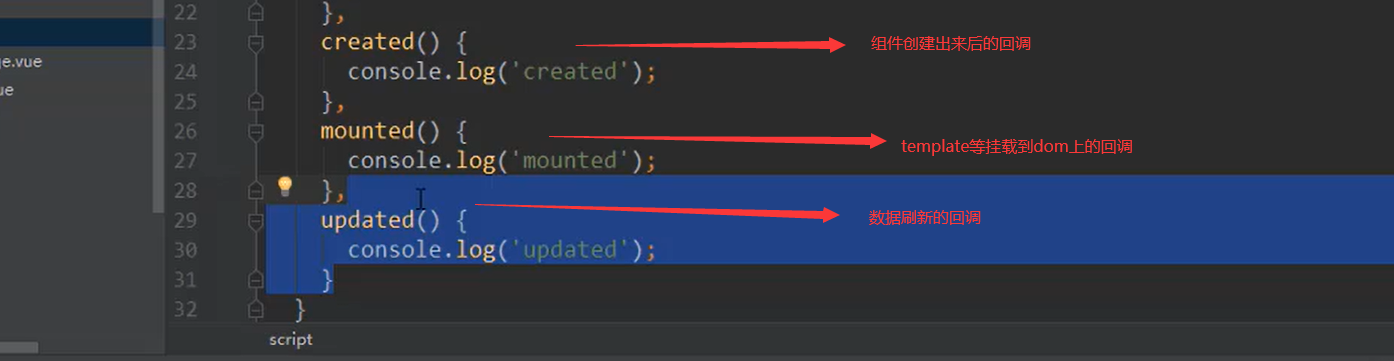 22 },
23 created() {
组件创建出来后的回调
ge.vue
24 console.log('created');
ue
25 },
26 mounted() {
template等挂载到dom上的回调
27 console.log('mounted');
28 },
29 updated() {
数据刷新的回调
30 console.log('updated');
31 }
32 }
script